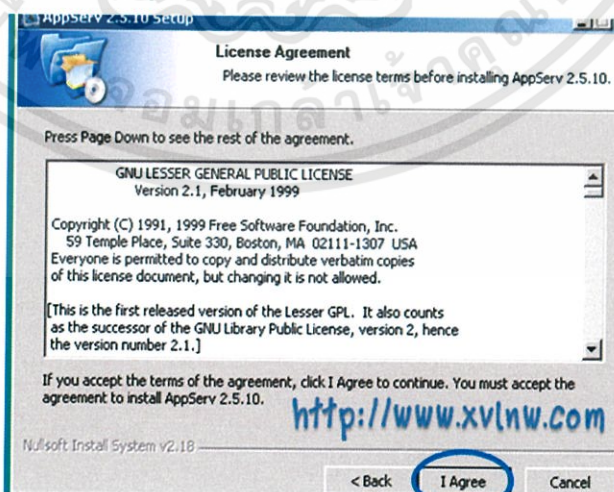 AppServ 2.5.10 Setup
License Agreement
Please review the license terms before installing AppServ 2.5.10.
Press Page Down to see the rest of the agreement.
GNU LESSER GENERAL PUBLIC LICENSE
Version 2.1, February 1999
Copyright (C) 1991, 1999 Free Software Foundation, Inc.
59 Temple Place, Suite 330, Boston, MA 02111-1307 USA
Everyone is permitted to copy and distribute verbatim copies
of this license document, but changing it is not allowed.
[This is the first released version of the Lesser GPL. It also counts
as the successor of the GNU Library Public License, version 2, hence
the version number 2.1.]
If you accept the terms of the agreement, click I Agree to continue. You must accept the
agreement to install AppServ 2.5.10.
http://www.xvlnw.com
Nullsoft Install System v2.18
< Back
I Agree
Cancel